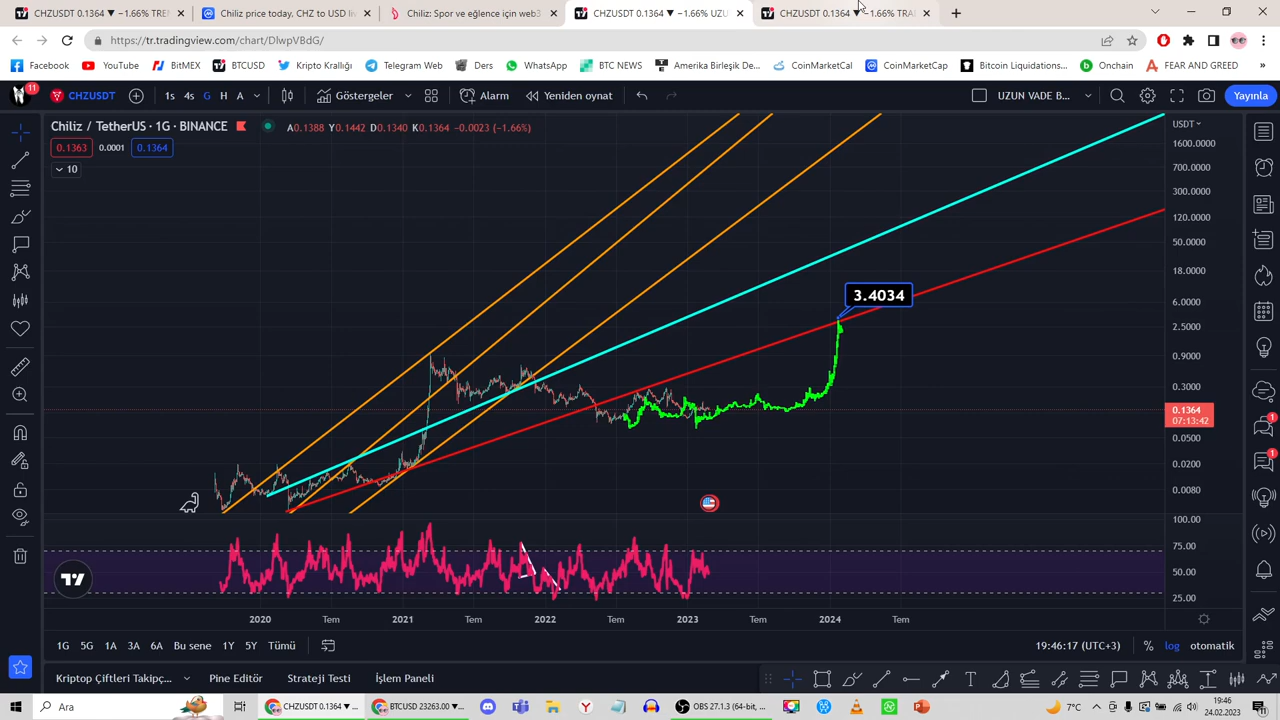 CHZUSDT 0.1364 ▼ −1.66% TREN
Chiliz price today, CHZ to USD liv
Chiliz: Spor ve eğlence için web3
CHZUSDT 0.1364 ▼ −1.66% UZU
CHZUSDT 0.1364 ▼ −1.66% TRA
https://tr.tradingview.com/chart/DlwpVBdG/
Facebook
YouTube
BitMEX
BTCUSD
Kripto Krallığı
Telegram Web
Ders
WhatsApp
BTC NEWS
Amerika Birleşik De...
CoinMarketCal
CoinMarketCap
Bitcoin Liquidations...
Onchain
FEAR AND GREED
11
CHZUSDT
1s
4s
G
H
A
Göstergeler
Alarm
Yeniden oynat
UZUN VADE B...
Yayınla
Chiliz / TetherUS · 1G · BINANCE
A0.1388 Y0.1442 D0.1340 K0.1364 −0.0023 (−1.66%)
0.1363
0.0001
0.1364
10
USDT
1600.0000
700.0000
300.0000
120.0000
50.0000
18.0000
6.0000
2.5000
0.9000
0.3000
0.1364
07:13:42
0.0500
0.0200
0.0080
3.4034
100.00
75.00
50.00
25.00
2020
Tem
2021
Tem
2022
Tem
2023
Tem
2024
Tem
1G
5G
1A
3A
6A
Bu sene
1Y
5Y
Tümü
19:46:17 (UTC+3)
%
log
otomatik
Kriptop Çiftleri Takipç...
Pine Editör
Strateji Testi
İşlem Paneli
1
1
Ara
CHZUSDT 0.1364 ▼...
BTCUSD 23263.00 ▼...
OBS 27.1.3 (64-bit, ...
7°C
19:46
24.02.2023